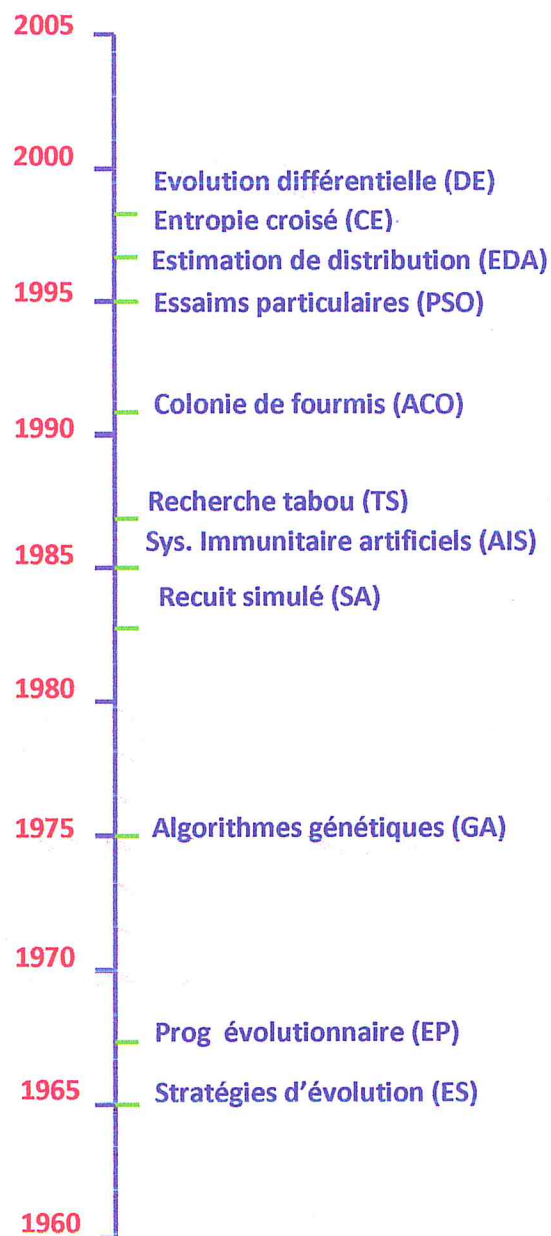 2005
2000
Evolution différentielle (DE)
Entropie croisé (CE)
Estimation de distribution (EDA)
1995
Essaims particulaires (PSO)
Colonie de fourmis (ACO)
1990
Recherche tabou (TS)
Sys. Immunitaire artificiels (AIS)
1985
Recuit simulé (SA)
1980
1975
Algorithmes génétiques (GA)
1970
Prog évolutionnaire (EP)
1965
Stratégies d'évolution (ES)
1960